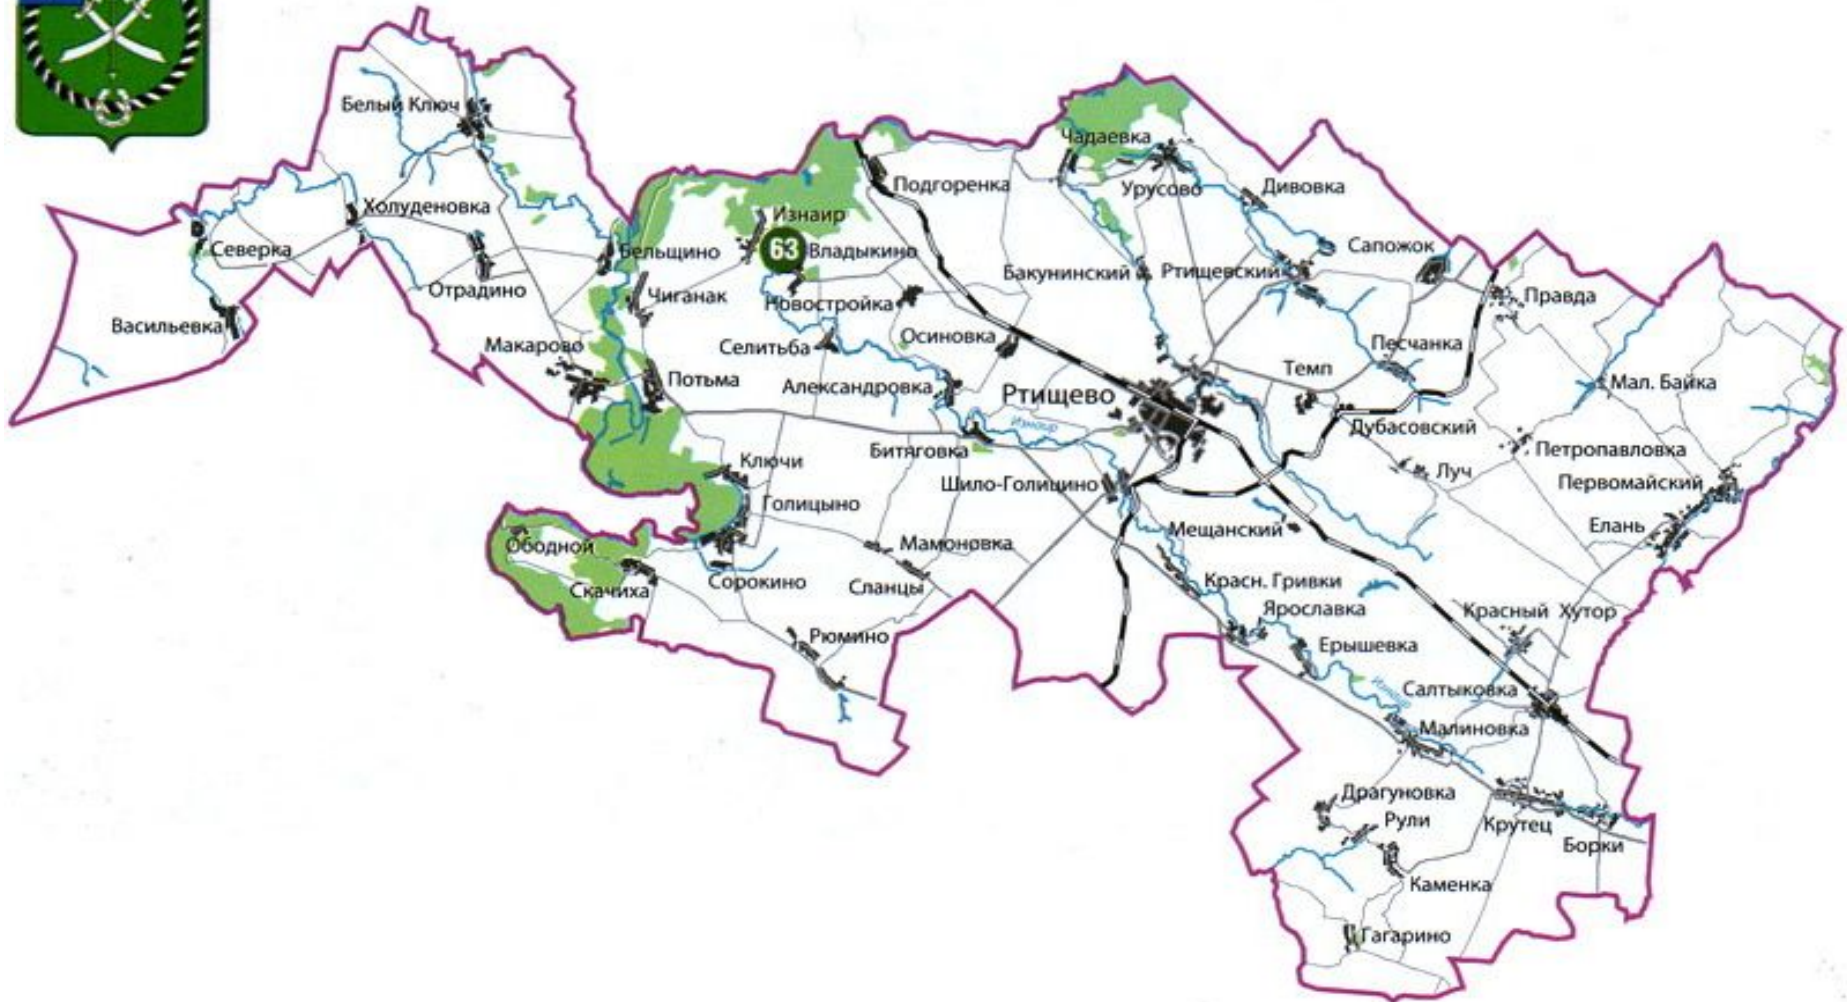 Белый Ключ
Чадаевка
Подгоренка
Урусово
Дивовка
Холуденовка
Изнаир
63
Владыкино
Северка
Бельщино
Сапожок
Бакунинский
Ртищевский
Отрадино
Чиганак
Новостройка
Правда
Васильевка
Макарово
Селитьба
Осиновка
Песчанка
Потьма
Александровка
Ртищево
Темп
Мал. Байка
Изнаир
Дубасовский
Битяговка
Петропавловка
Ключи
Шило-Голицино
Луч
Первомайский
Голицыно
Мещанский
Елань
Ободной
Мамоновка
Скачиха
Сорокино
Сланцы
Красн. Гривки
Ярославка
Красный Хутор
Рюмино
Ерышевка
Изнаир
Салтыковка
Малиновка
Драгуновка
Рули
Крутец
Борки
Каменка
Гагарино